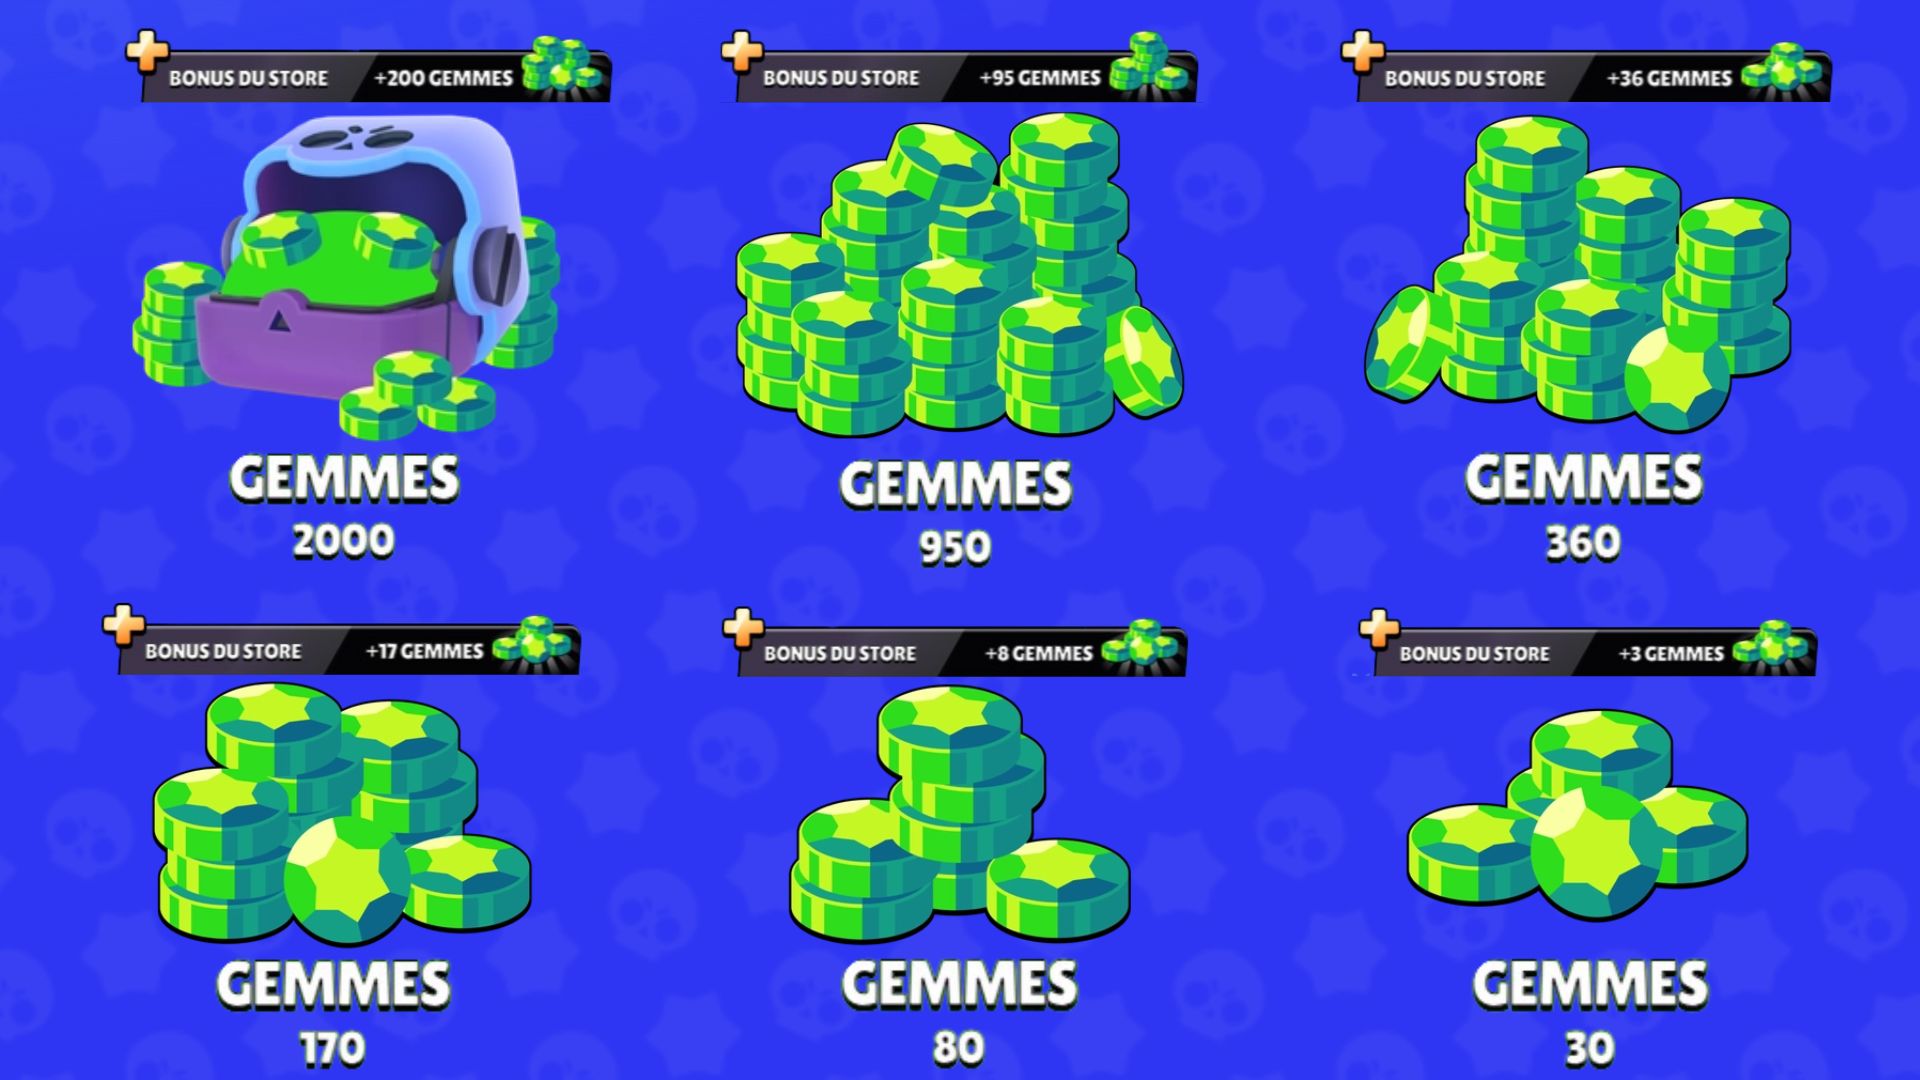 BONUS DU STORE +200 GEMMES
BONUS DU STORE +95 GEMMES
BONUS DU STORE +36 GEMMES
GEMMES
2000
GEMMES
950
GEMMES
360
BONUS DU STORE +17 GEMMES
BONUS DU STORE +8 GEMMES
BONUS DU STORE +3 GEMMES
GEMMES
170
GEMMES
80
GEMMES
30